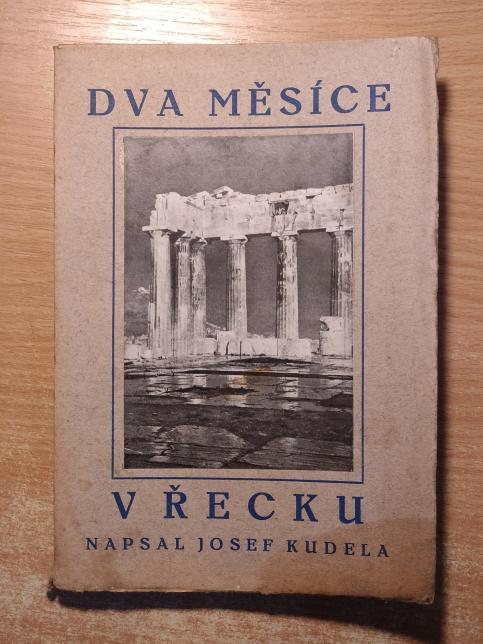 DVA MĚSÍCE
V ŘECKU
NAPSAL JOSEF KUDELA